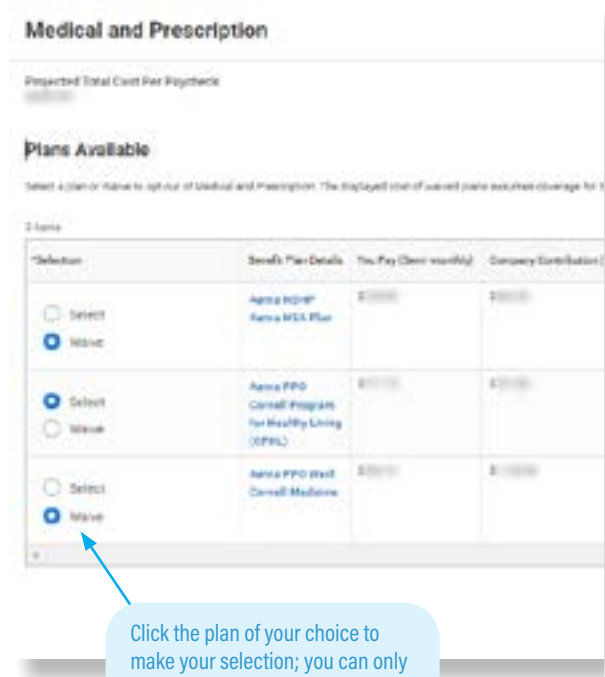 Medical and Prescription
Projected Total Cost Per Paycheck
Plans Available
Select a plan or Waive to opt out of Medical and Prescription. The displayed cost of waived plans assumes coverage for
3 items
*Selection Benefit Plan Details You Pay (Semi-monthly) Company Contribution (
Select
Waive
Aetna HDHP
Aetna HSA Plan
$
$
Select
Waive
Aetna PPO
Cornell Program
for Healthy Living
(CPHL)
$
$
Select
Waive
Aetna PPO Weill
Cornell Medicine
$
$
Click the plan of your choice to
make your selection; you can only